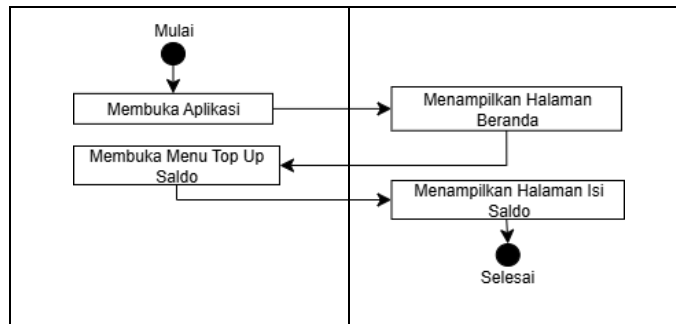 Mulai
Membuka Aplikasi
Menampilkan Halaman
Beranda
Membuka Menu Top Up
Saldo
Menampilkan Halaman Isi
Saldo
Selesai